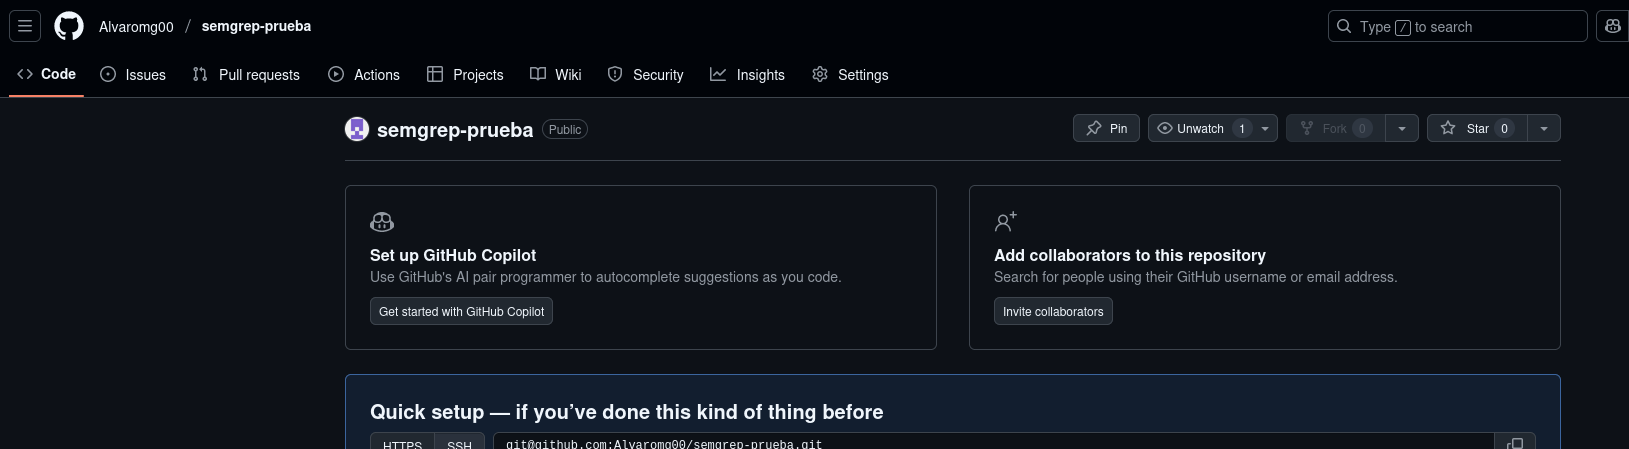 Alvaromg00 / semgrep-prueba
Type / to search
Code Issues Pull requests Actions Projects Wiki Security Insights Settings
semgrep-prueba Public
Pin Unwatch 1 Fork 0 Star 0
Set up GitHub Copilot
Use GitHub's AI pair programmer to autocomplete suggestions as you code.
Get started with GitHub Copilot
Add collaborators to this repository
Search for people using their GitHub username or email address.
Invite collaborators
Quick setup — if you’ve done this kind of thing before
HTTPS SSH git@github.com:Alvaromg00/semgrep-prueba.git